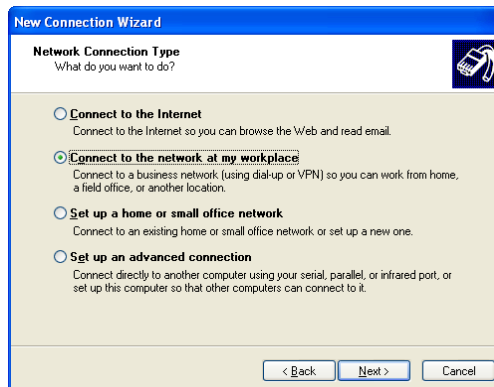 New Connection Wizard
Network Connection Type
What do you want to do?
Connect to the Internet
Connect to the Internet so you can browse the Web and read email.
Connect to the network at my workplace
Connect to a business network (using dial-up or VPN) so you can work from home,
a field office, or another location.
Set up a home or small office network
Connect to an existing home or small office network or set up a new one.
Set up an advanced connection
Connect directly to another computer using your serial, parallel, or infrared port, or
set up this computer so that other computers can connect to it.
< Back Next > Cancel